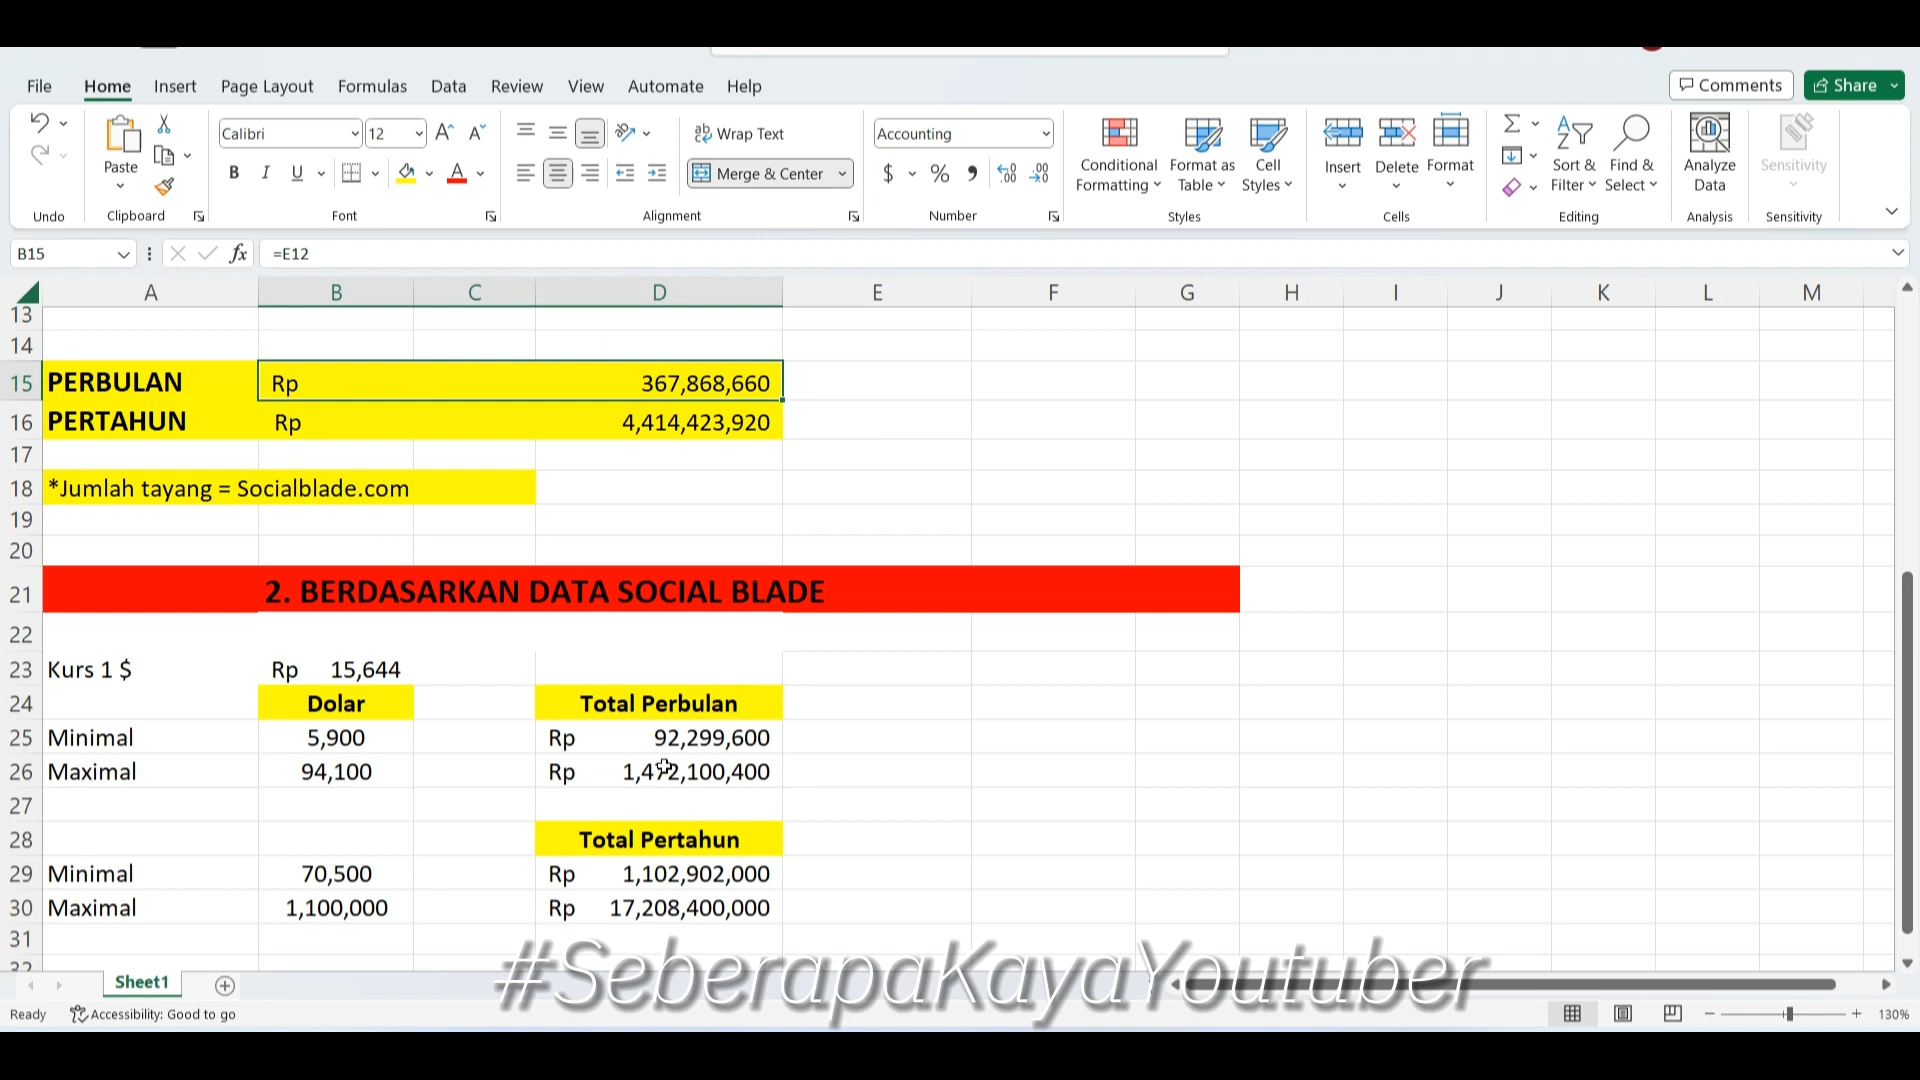 File Home Insert Page Layout Formulas Data Review View Automate Help Comments Share
Calibri 12 Wrap Text Accounting
Paste B I U Merge & Center $ % Conditional Formatting Format as Table Cell Styles Insert Delete Format Sort & Filter Find & Select Analyze Data Sensitivity
Undo Clipboard Font Alignment Number Styles Cells Editing Analysis Sensitivity
B15 fx =E12
A B C D E F G H I J K L M
13
14
15 PERBULAN Rp 367,868,660
16 PERTAHUN Rp 4,414,423,920
17
18 *Jumlah tayang = Socialblade.com
19
20
21 2. BERDASARKAN DATA SOCIAL BLADE
22
23 Kurs 1 $ Rp 15,644
24 Dolar Total Perbulan
25 Minimal 5,900 Rp 92,299,600
26 Maximal 94,100 Rp 1,472,100,400
27
28 Total Pertahun
29 Minimal 70,500 Rp 1,102,902,000
30 Maximal 1,100,000 Rp 17,208,400,000
31
32
#SeberapaKayaYoutuber
Sheet1
Ready Accessibility: Good to go 130%